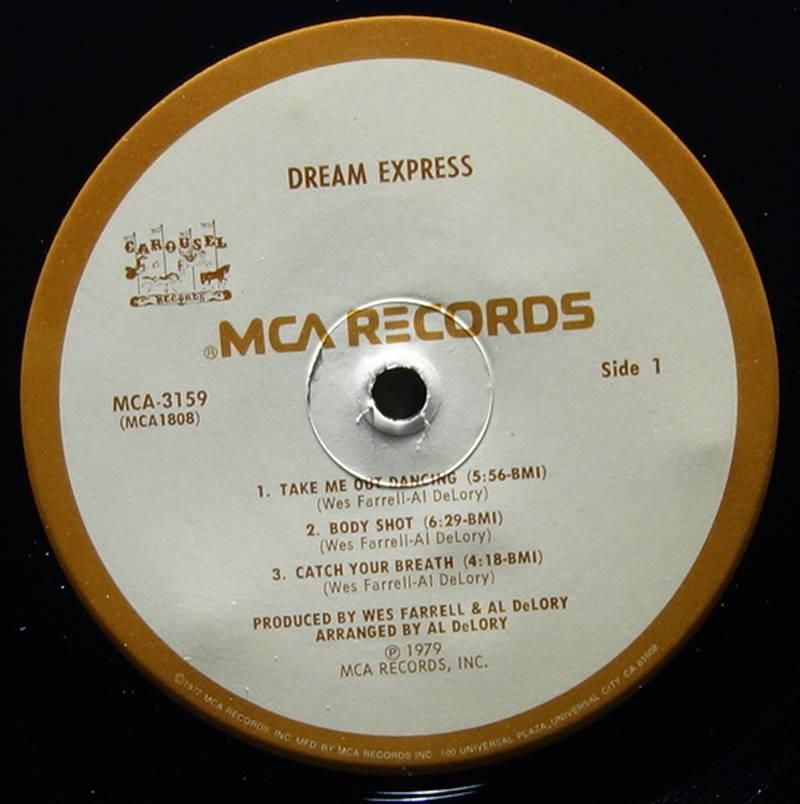 DREAM EXPRESS
CAROUSEL
RECORDS
®MCA RECORDS
Side 1
MCA-3159
(MCA1808)
1. TAKE ME OUT DANCING (5:56-BMI)
(Wes Farrell-Al DeLory)
2. BODY SHOT (6:29-BMI)
(Wes Farrell-Al DeLory)
3. CATCH YOUR BREATH (4:18-BMI)
(Wes Farrell-Al DeLory)
PRODUCED BY WES FARRELL & AL DeLORY
ARRANGED BY AL DeLORY
℗ 1979
MCA RECORDS, INC.
©1977 MCA RECORDS INC MFD BY MCA RECORDS INC 100 UNIVERSAL PLAZA, UNIVERSAL CITY CA